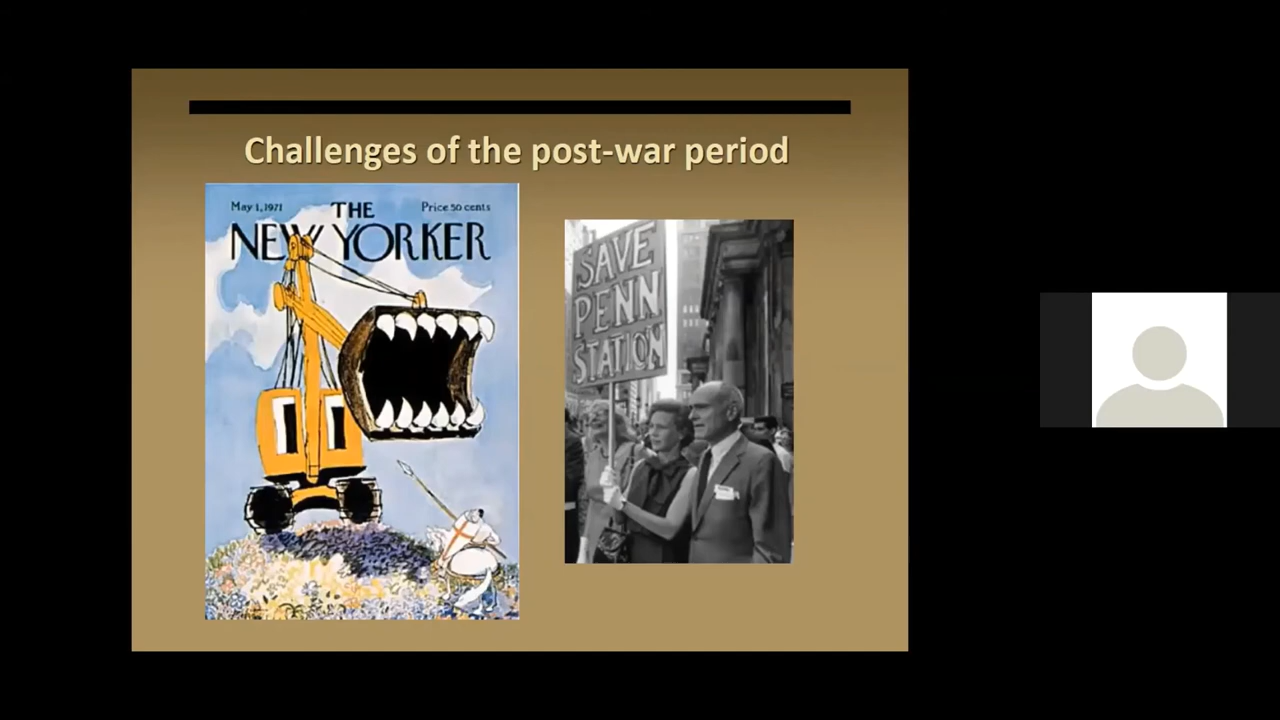 Challenges of the post-war period
May 1, 1971
THE
Price 50 cents
NEW YORKER
SAVE
PENN
STATION